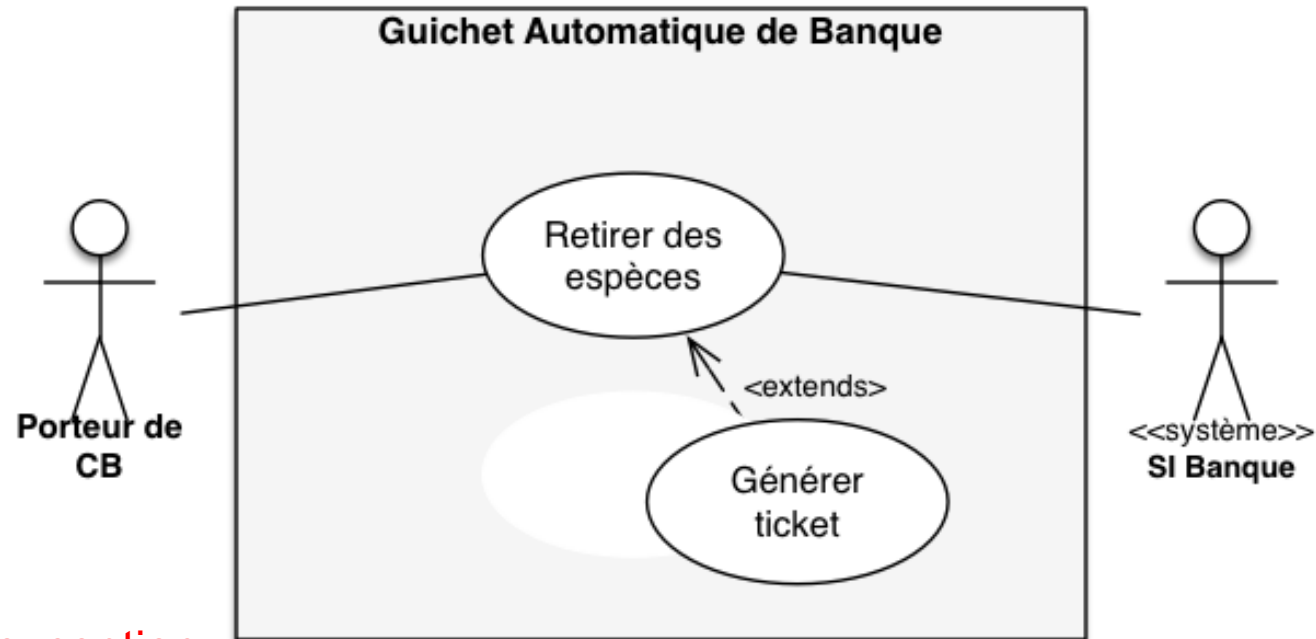 Guichet Automatique de Banque
Retirer des
espèces
<extends>
Porteur de
CB
<<système>>
SI Banque
Générer
ticket